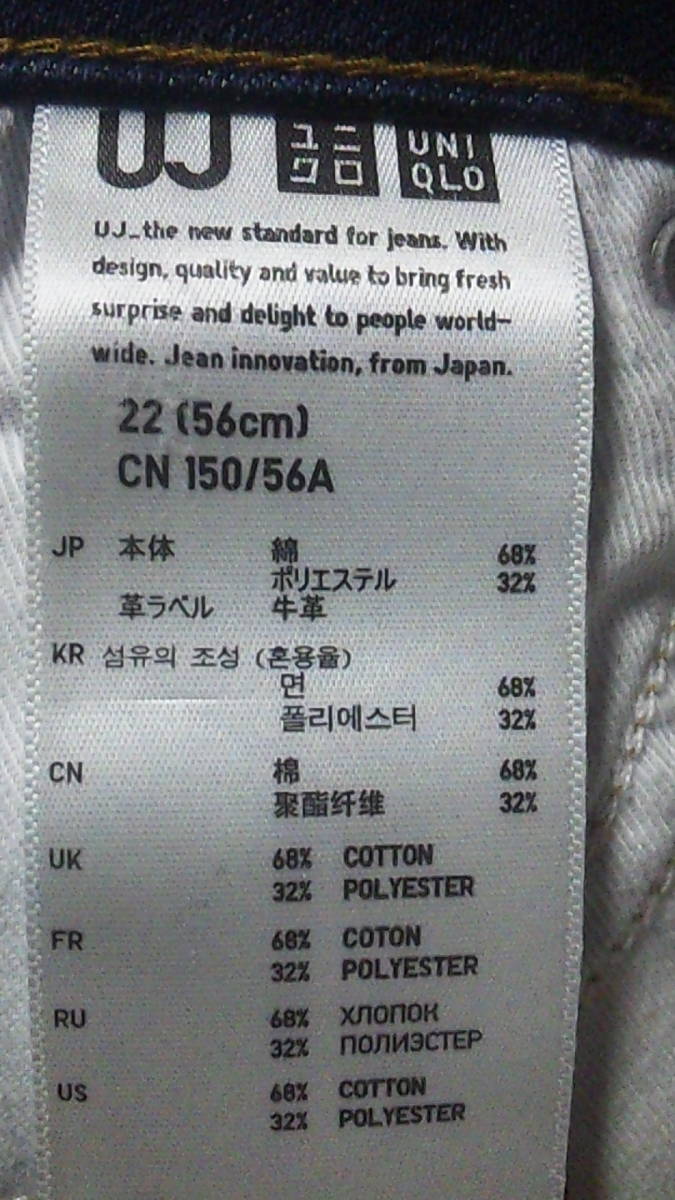 UJ ユニクロ UNIQLO
UJ_the new standard for jeans. With
design, quality and value to bring fresh
surprise and delight to people world-
wide. Jean innovation, from Japan.
22 (56cm)
CN 150/56A
JP 本体 綿 68%
ポリエステル 32%
革ラベル 牛革
KR 섬유의 조성 (혼용율)
면 68%
폴리에스터 32%
CN 棉 68%
聚酯纤维 32%
UK 68% COTTON
32% POLYESTER
FR 68% COTON
32% POLYESTER
RU 68% ХЛОПОК
32% ПОЛИЭСТЕР
US 68% COTTON
32% POLYESTER